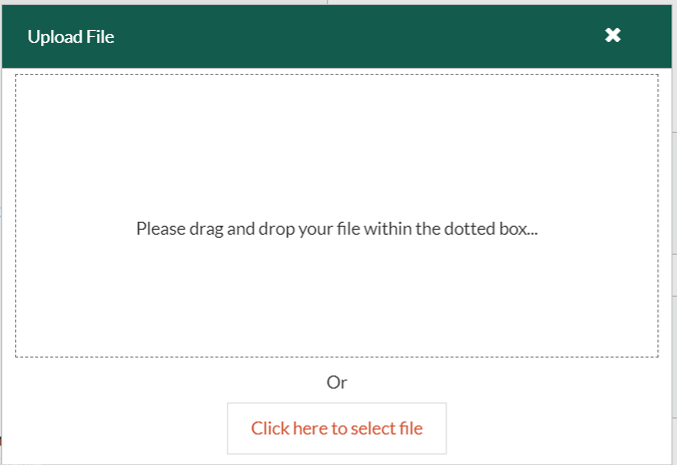 Upload File
Please drag and drop your file within the dotted box...
Or
Click here to select file